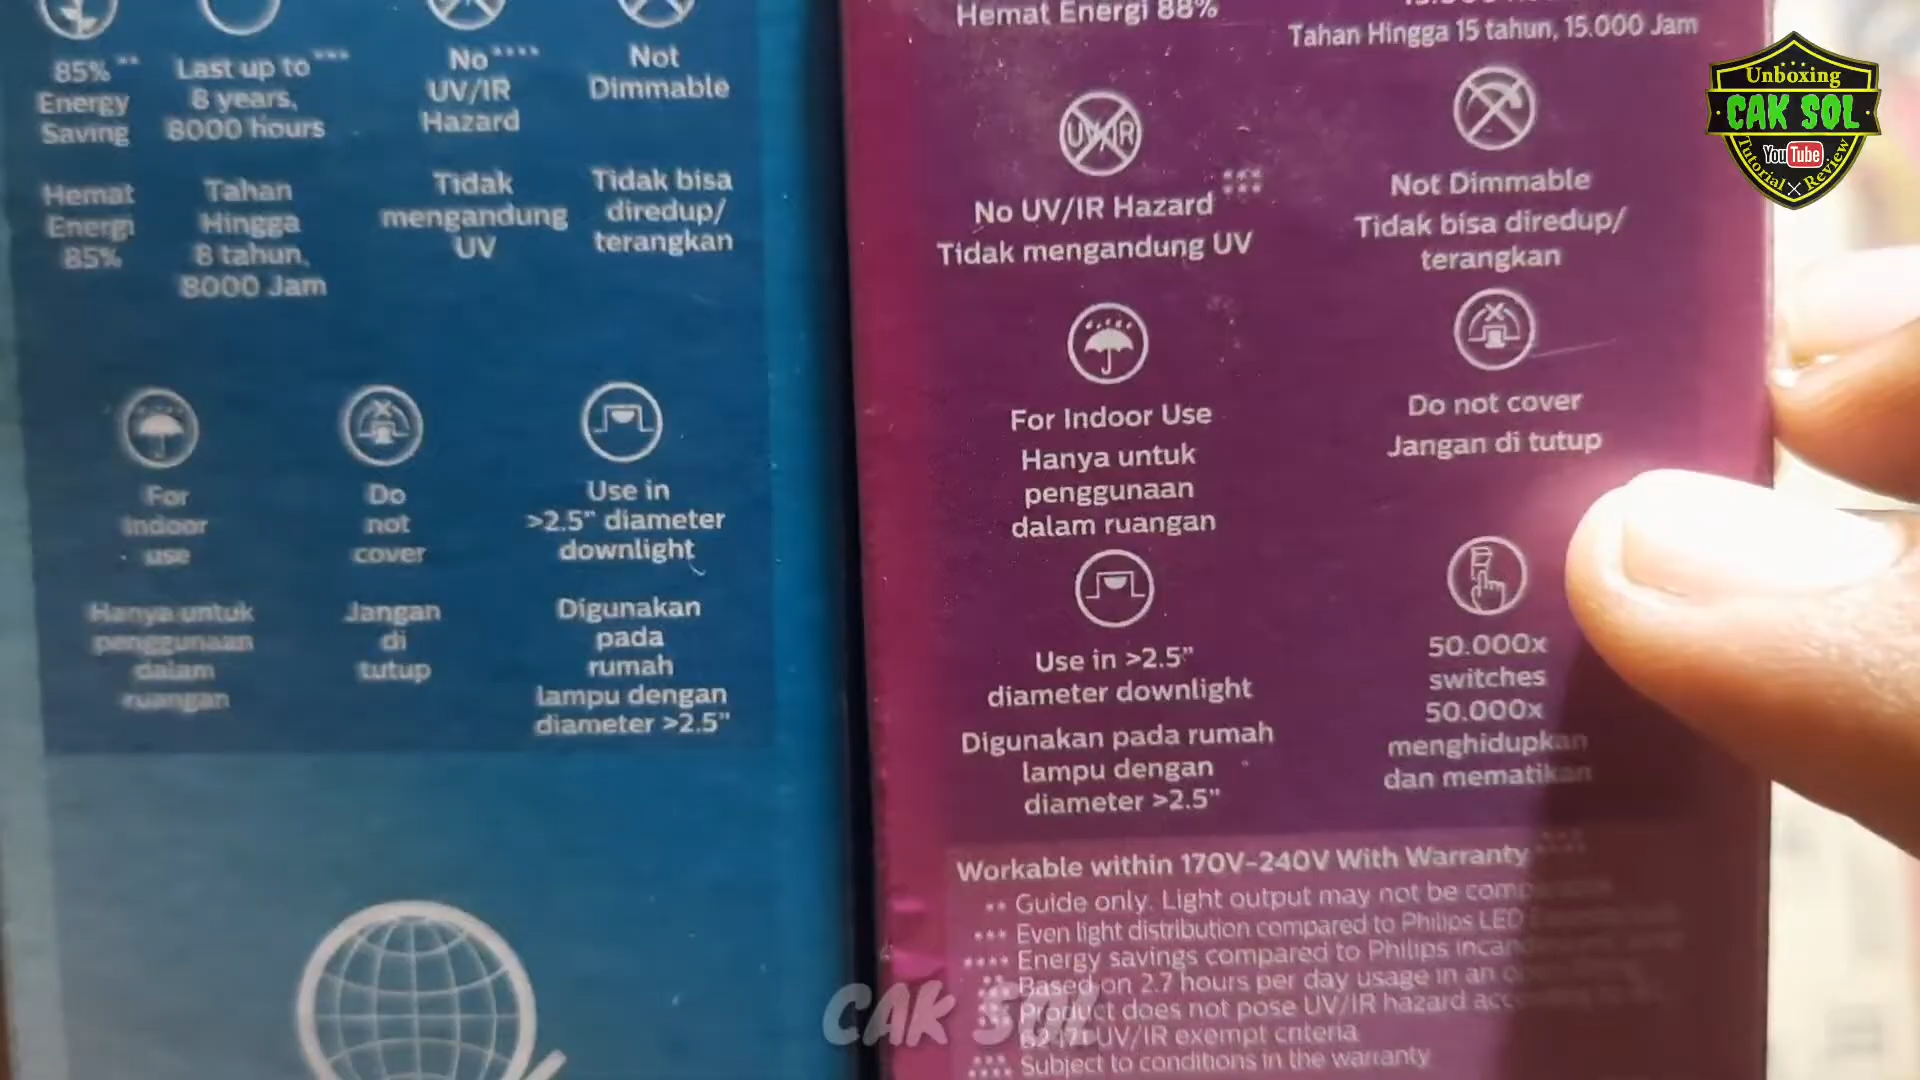 85% **
Energy
Saving
Last up to ***
8 years,
8000 hours
No ****
UV/IR
Hazard
Not
Dimmable
Hemat
Energi
85%
Tahan
Hingga
8 tahun,
8000 Jam
Tidak
mengandung
UV
Tidak bisa
diredup/
terangkan
For
indoor
use
Do
not
cover
Use in
>2.5" diameter
downlight
Hanya untuk
penggunaan
dalam
ruangan
Jangan
di
tutup
Digunakan
pada
rumah
lampu dengan
diameter >2.5"
Hemat Energi 88%
Tahan Hingga 15 tahun, 15.000 Jam
UV/IR
No UV/IR Hazard
Tidak mengandung UV
Not Dimmable
Tidak bisa diredup/
terangkan
For Indoor Use
Hanya untuk
penggunaan
dalam ruangan
Do not cover
Jangan di tutup
Use in >2.5"
diameter downlight
Digunakan pada rumah
lampu dengan
diameter >2.5"
50.000x
switches
50.000x
menghidupkan
dan mematikan
Workable within 170V-240V With Warranty
** Guide only. Light output may not be
*** Even light distribution compared to Philips LED
**** Energy savings compared to Philips
Based on 2.7 hours per day usage in an
Product does not pose UV/IR hazard
UV/IR exempt criteria
Subject to conditions in the warranty
Unboxing
CAK SOL
YouTube
Tutorial X Review
CAK SOL